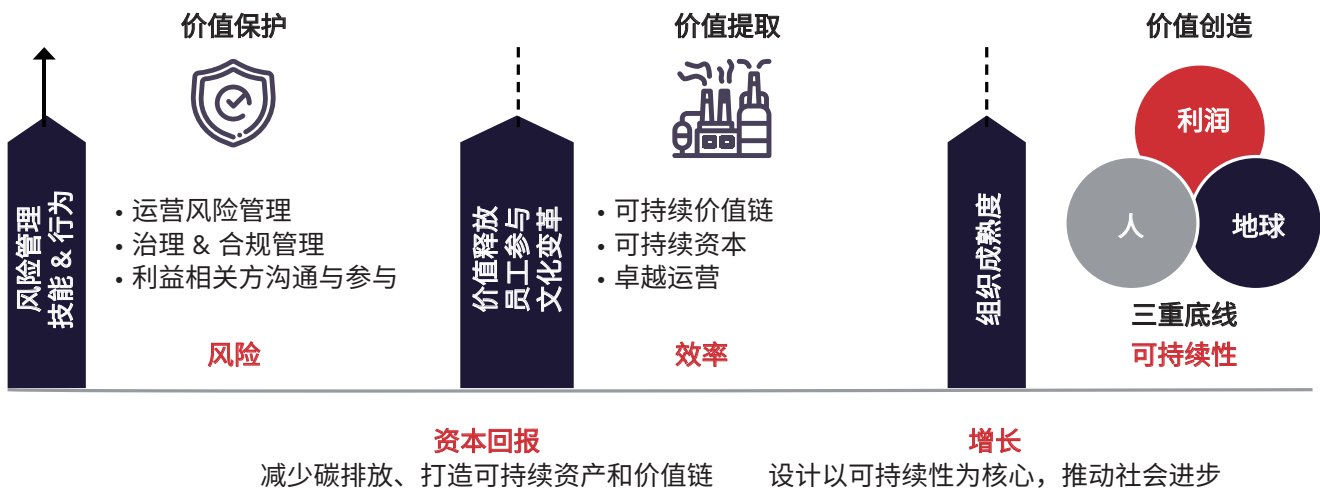 价值保护
价值提取
价值创造
风险管理
技能 & 行为
• 运营风险管理
• 治理 & 合规管理
• 利益相关方沟通与参与
风险
价值释放
员工参与
文化变革
• 可持续价值链
• 可持续资本
• 卓越运营
效率
组织成熟度
利润
人
地球
三重底线
可持续性
资本回报
减少碳排放、打造可持续资产和价值链
增长
设计以可持续性为核心，推动社会进步